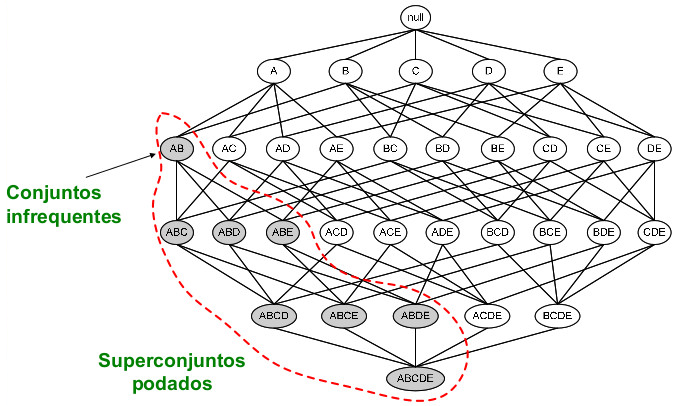 null
A B C D E
AB AC AD AE BC BD BE CD CE DE
Conjuntos
infrequentes
ABC ABD ABE ACD ACE ADE BCD BCE BDE CDE
ABCD ABCE ABDE ACDE BCDE
Superconjuntos
podados
ABCDE